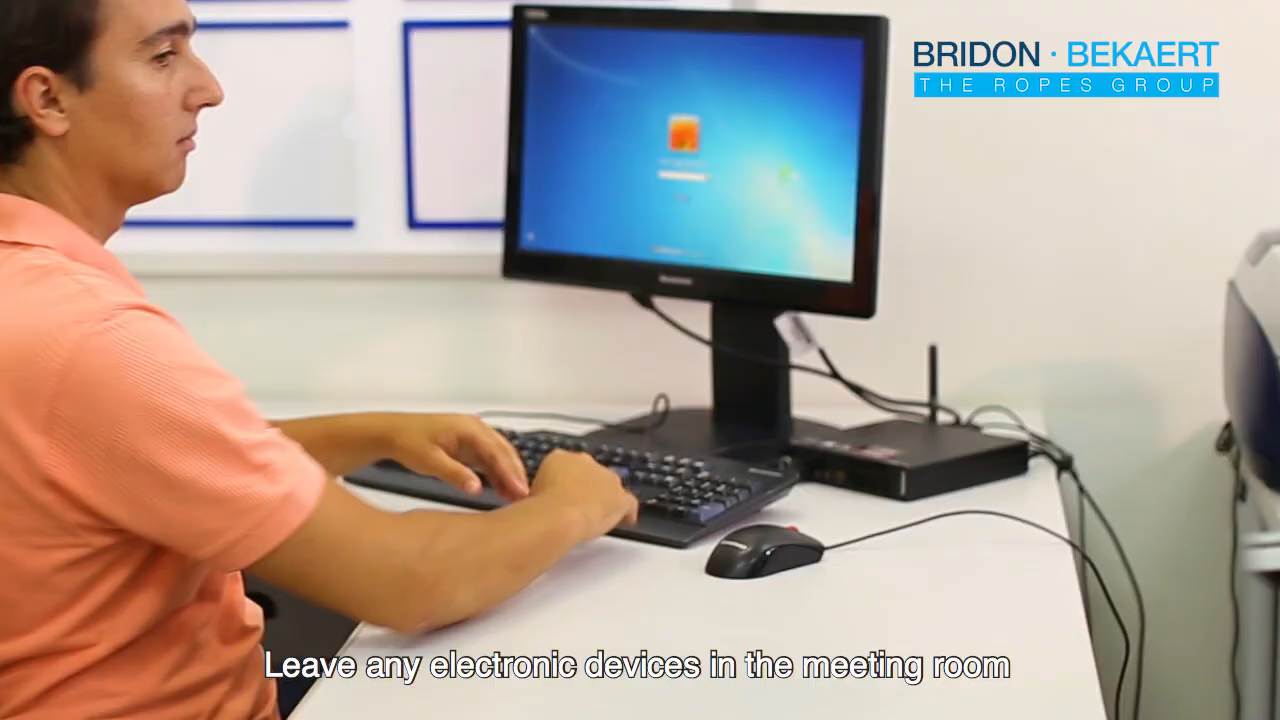 BRIDON · BEKAERT
THE ROPES GROUP
Leave any electronic devices in the meeting room